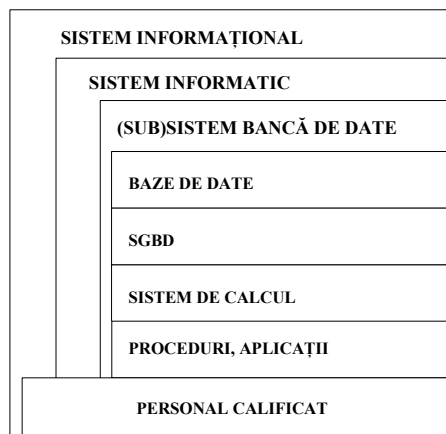 SISTEM INFORMAȚIONAL
SISTEM INFORMATIC
(SUB)SISTEM BANCĂ DE DATE
BAZE DE DATE
SGBD
SISTEM DE CALCUL
PROCEDURI, APLICAȚII
PERSONAL CALIFICAT